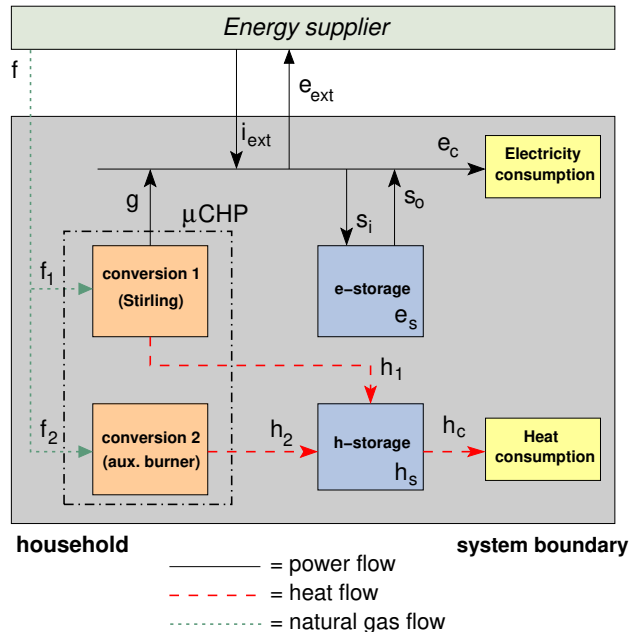 Energy supplier
f
e_ext
i_ext
e_c
Electricity
consumption
g
μCHP
s_i
s_o
f_1
conversion 1
(Stirling)
e-storage
e_s
h_1
f_2
conversion 2
(aux. burner)
h_2
h-storage
h_s
h_c
Heat
consumption
household
system boundary
= power flow
= heat flow
= natural gas flow